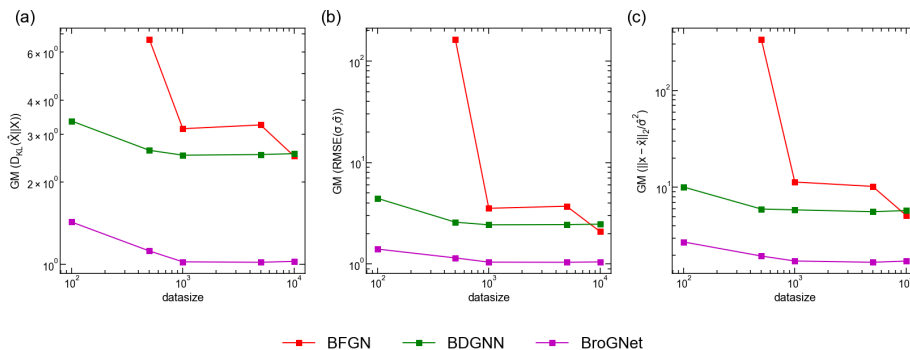 (a)
GM (D_KL(X̂||X))
6 × 10⁰
4 × 10⁰
3 × 10⁰
2 × 10⁰
10⁰
10² 10³ 10⁴
datasize
(b)
GM (RMSE(σ,σ̂))
10²
10¹
10⁰
10² 10³ 10⁴
datasize
(c)
GM (||x − x̂||₂/σ̂²)
10²
10¹
10² 10³ 10⁴
datasize
BFGN BDGNN BroGNet